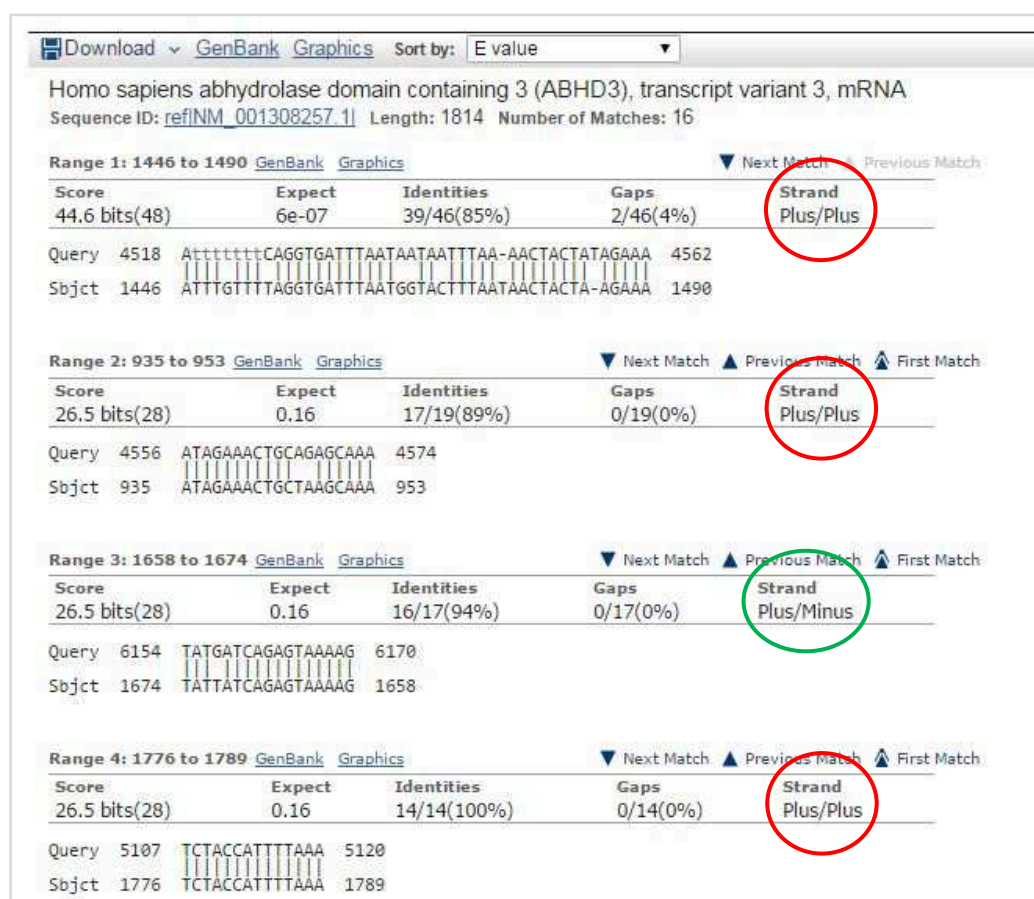 Download GenBank Graphics Sort by: E value
Homo sapiens abhydrolase domain containing 3 (ABHD3), transcript variant 3, mRNA
Sequence ID: ref|NM_001308257.1| Length: 1814 Number of Matches: 16
Range 1: 1446 to 1490 GenBank Graphics Next Match Previous Match
Score Expect Identities Gaps Strand
44.6 bits(48) 6e-07 39/46(85%) 2/46(4%) Plus/Plus
Query 4518 AttttttttCAGGTGATTTAATAATAATTTAA-AACTACTATAGAAA 4562
Sbjct 1446 ATTTGTTTTAGGTGATTTAATGGTACTTTAATAACTACTA-AGAAA 1490
Range 2: 935 to 953 GenBank Graphics Next Match Previous Match First Match
Score Expect Identities Gaps Strand
26.5 bits(28) 0.16 17/19(89%) 0/19(0%) Plus/Plus
Query 4556 ATAGAAACTGCAGAGCAAA 4574
Sbjct 935 ATAGAAACTGCTAAGCAAA 953
Range 3: 1658 to 1674 GenBank Graphics Next Match Previous Match First Match
Score Expect Identities Gaps Strand
26.5 bits(28) 0.16 16/17(94%) 0/17(0%) Plus/Minus
Query 6154 TATGATCAGAGTAAAAG 6170
Sbjct 1674 TATTATCAGAGTAAAAG 1658
Range 4: 1776 to 1789 GenBank Graphics Next Match Previous Match First Match
Score Expect Identities Gaps Strand
26.5 bits(28) 0.16 14/14(100%) 0/14(0%) Plus/Plus
Query 5107 TCTACCATTTTAAA 5120
Sbjct 1776 TCTACCATTTTAAA 1789